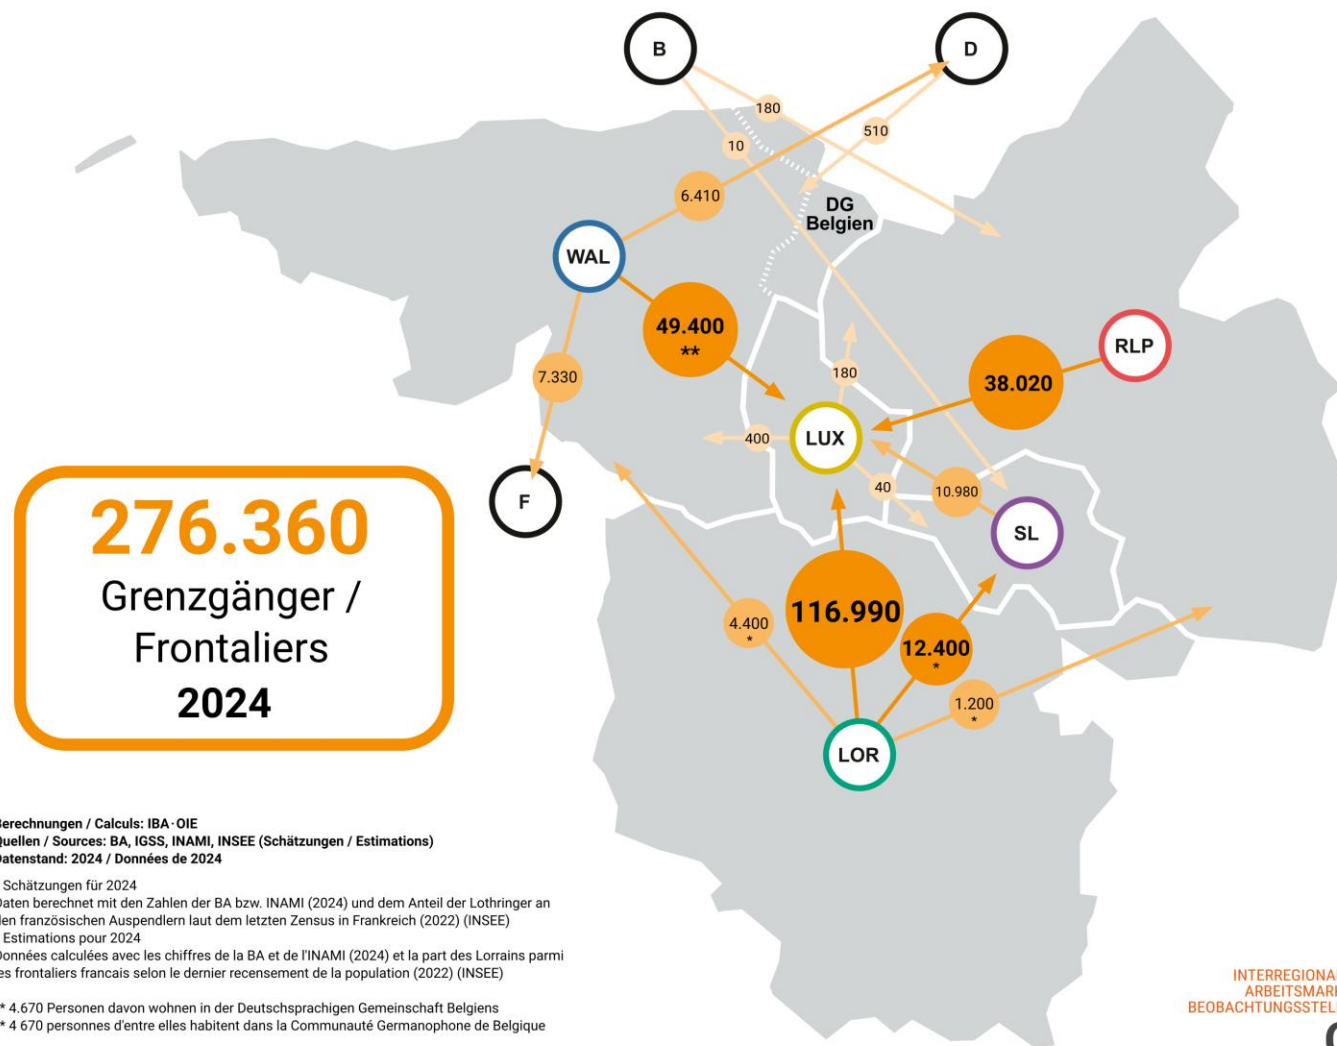 B
D
180
510
10
6.410
DG
Belgien
WAL
49.400
**
RLP
7.330
180
38.020
LUX
400
40
10.980
F
SL
276.360
Grenzgänger /
Frontaliers
2024
116.990
4.400
*
12.400
*
1.200
*
LOR
Berechnungen / Calculs: IBA·OIE
Quellen / Sources: BA, IGSS, INAMI, INSEE (Schätzungen / Estimations)
Datenstand: 2024 / Données de 2024
Schätzungen für 2024
Daten berechnet mit den Zahlen der BA bzw. INAMI (2024) und dem Anteil der Lothringer an
den französischen Auspendlern laut dem letzten Zensus in Frankreich (2022) (INSEE)
Estimations pour 2024
Données calculées avec les chiffres de la BA et de l'INAMI (2024) et la part des Lorrains parmi
les frontaliers francais selon le dernier recensement de la population (2022) (INSEE)
* 4.670 Personen davon wohnen in der Deutschsprachigen Gemeinschaft Belgiens
* 4 670 personnes d'entre elles habitent dans la Communauté Germanophone de Belgique
INTERREGIONAL
ARBEITSMARK
BEOBACHTUNGSSTELL